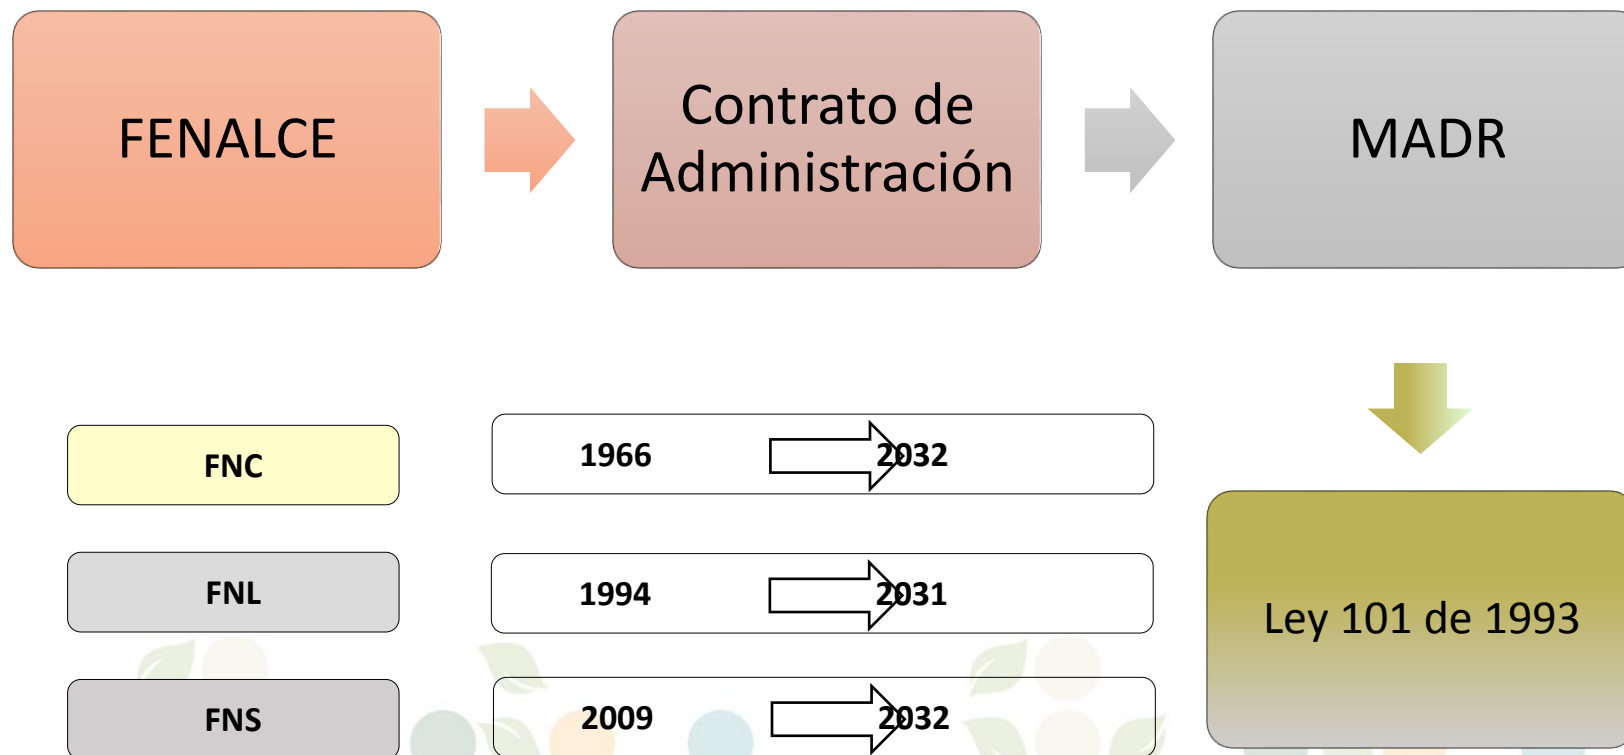 FENALCE
Contrato de
Administración
MADR
FNC
1966
2032
FNL
1994
2031
FNS
2009
2032
Ley 101 de 1993